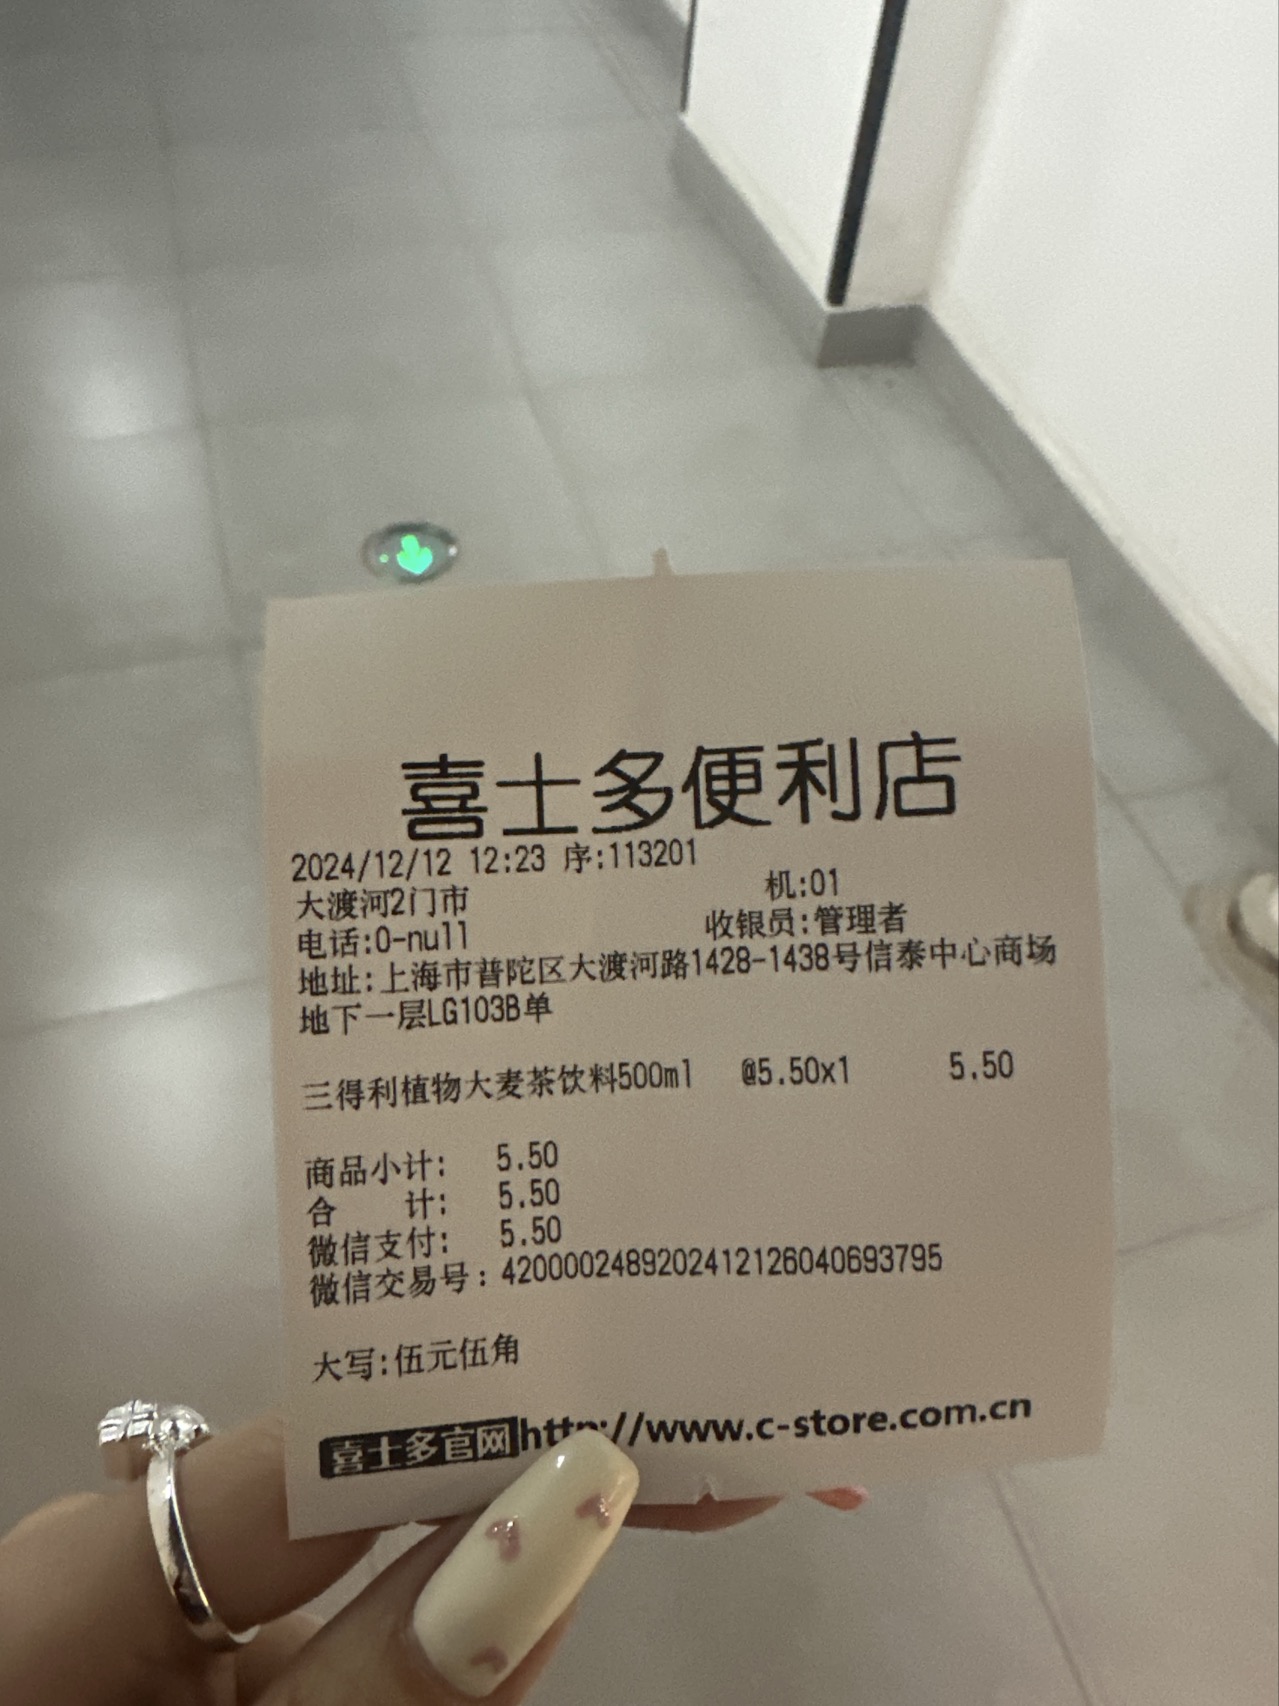 喜士多便利店
2024/12/12 12:23 序:113201
大渡河2门市 机:01
电话:0-null 收银员:管理者
地址:上海市普陀区大渡河路1428-1438号信泰中心商场
地下一层LG103B单
三得利植物大麦茶饮料500ml @5.50x1 5.50
商品小计: 5.50
合 计: 5.50
微信支付: 5.50
微信交易号:4200002489202412126040693795
大写:伍元伍角
喜士多官网http://www.c-store.com.cn